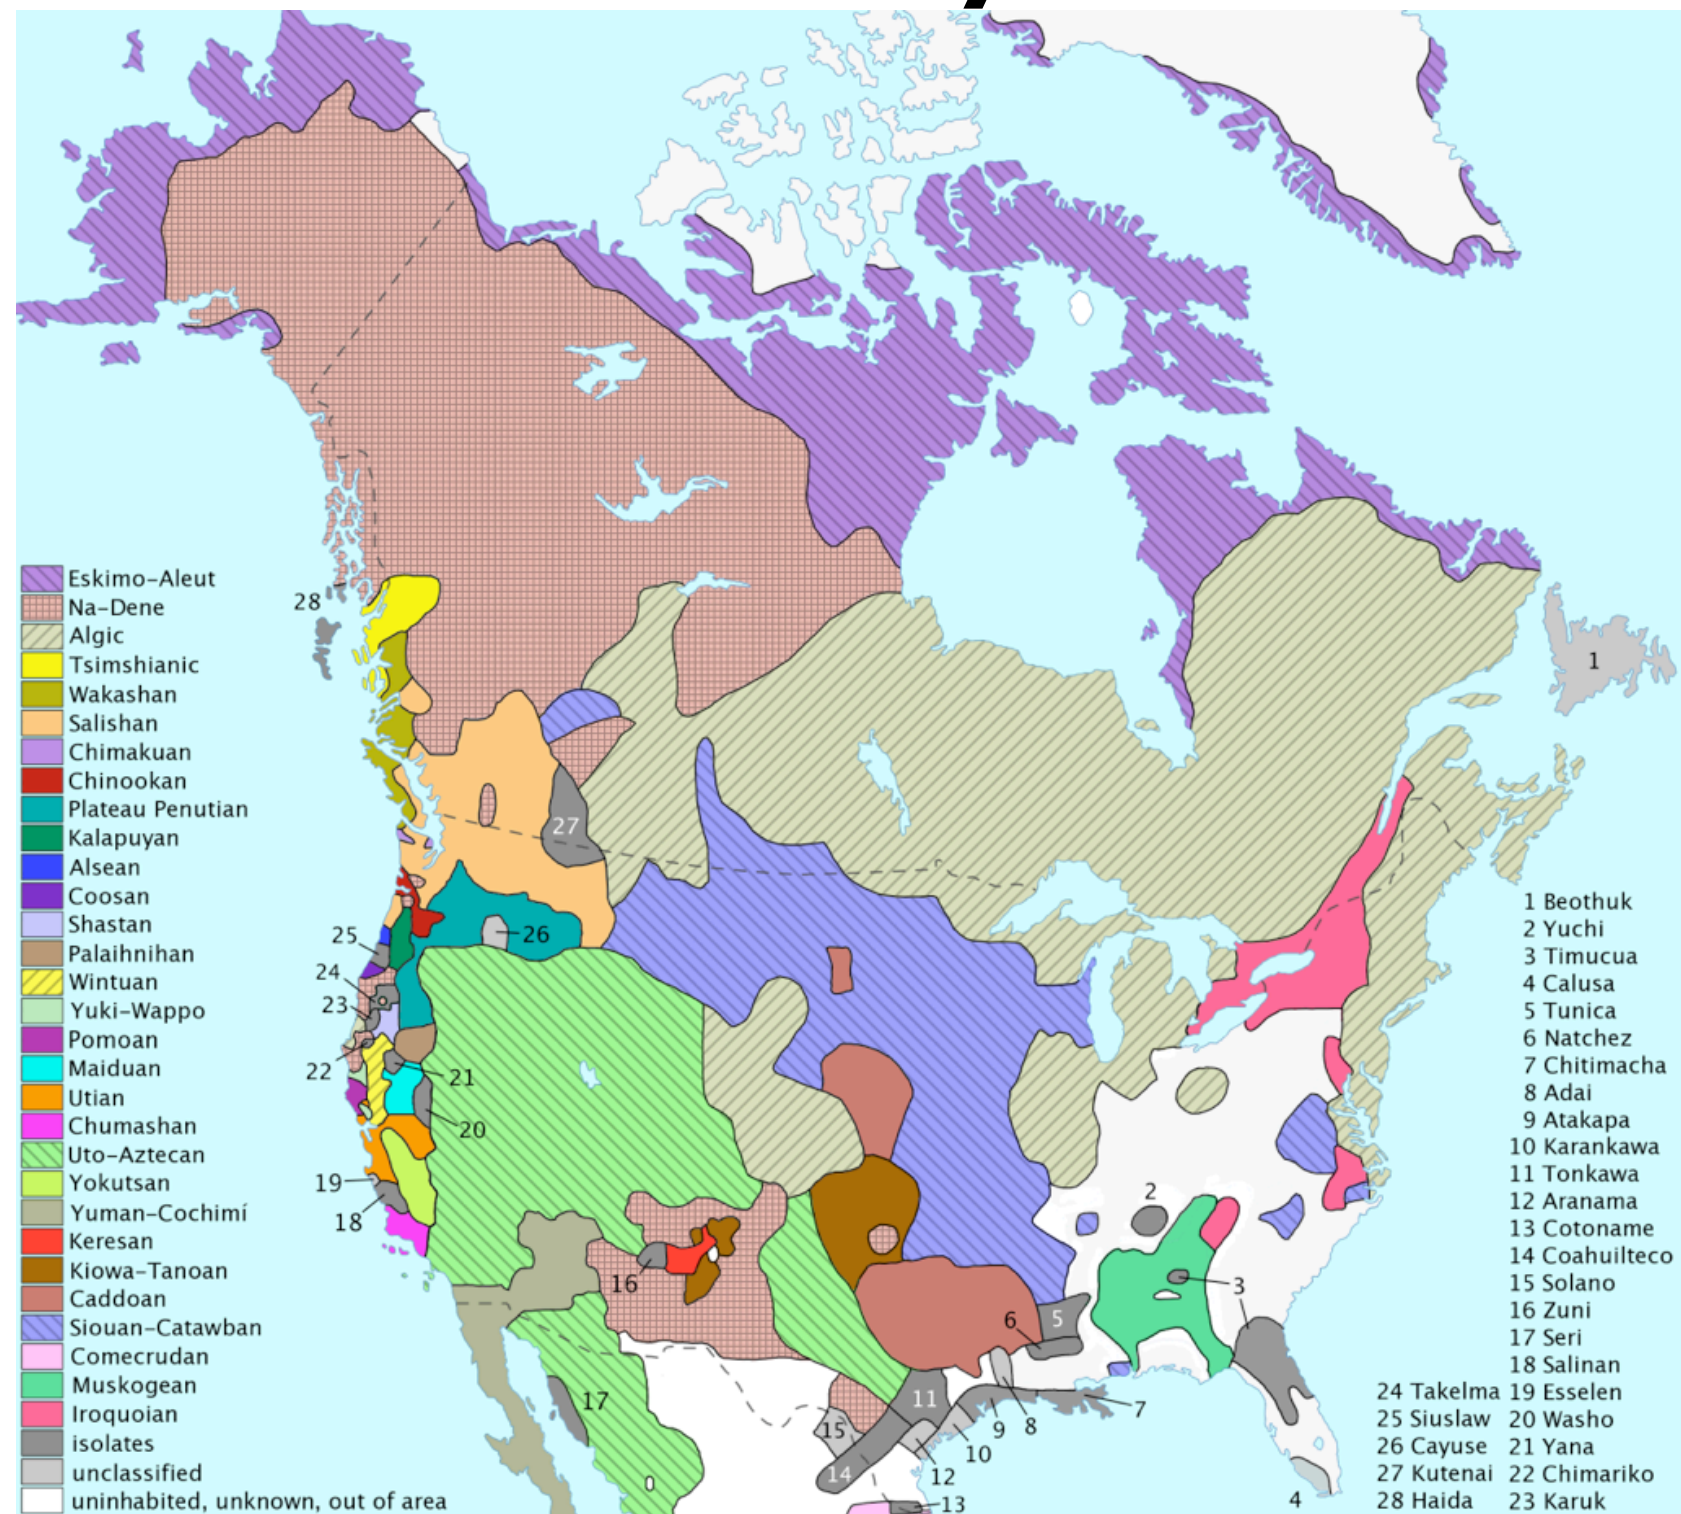 28
1
27
26
25
24
23
22
21
20
19
18
2
16
3
6
5
17
11
7
15
9
8
10
14
12
13
4
Eskimo-Aleut
Na-Dene
Algic
Tsimshianic
Wakashan
Salishan
Chimakuan
Chinookan
Plateau Penutian
Kalapuyan
Alsean
Coosan
Shastan
Palaihnihan
Wintuan
Yuki-Wappo
Pomoan
Maiduan
Utian
Chumashan
Uto-Aztecan
Yokutsan
Yuman-Cochimí
Keresan
Kiowa-Tanoan
Caddoan
Siouan-Catawban
Comecrudan
Muskogean
Iroquoian
isolates
unclassified
uninhabited, unknown, out of area
1 Beothuk
2 Yuchi
3 Timucua
4 Calusa
5 Tunica
6 Natchez
7 Chitimacha
8 Adai
9 Atakapa
10 Karankawa
11 Tonkawa
12 Aranama
13 Cotoname
14 Coahuilteco
15 Solano
16 Zuni
17 Seri
18 Salinan
24 Takelma 19 Esselen
25 Siuslaw 20 Washo
26 Cayuse 21 Yana
27 Kutenai 22 Chimariko
28 Haida 23 Karuk